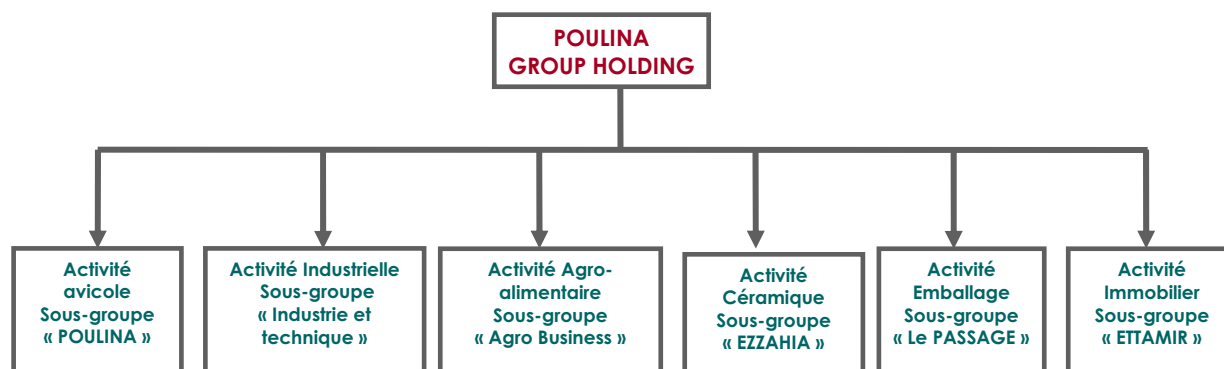 POULINA
GROUP HOLDING
Activité
avicole
Sous-groupe
« POULINA »
Activité Industrielle
Sous-groupe
« Industrie et
technique »
Activité Agro-
alimentaire
Sous-groupe
« Agro Business »
Activité
Céramique
Sous-groupe
« EZZAHIA »
Activité
Emballage
Sous-groupe
« Le PASSAGE »
Activité
Immobilier
Sous-groupe
« ETTAMIR »